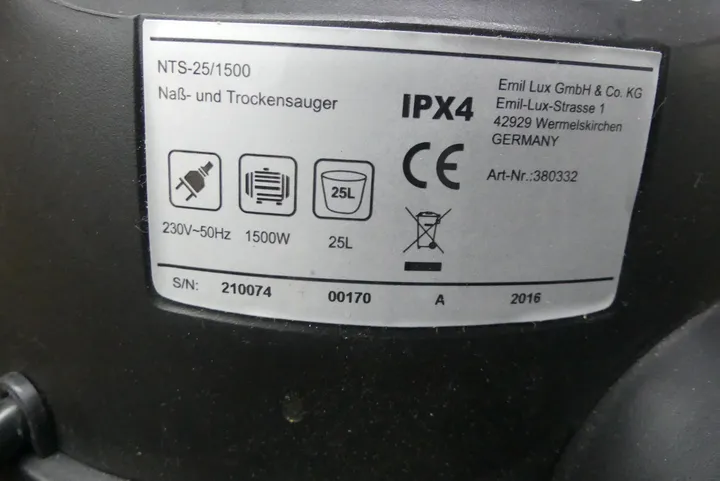 NTS-25/1500
Naß- und Trockensauger
IPX4
Emil Lux GmbH & Co. KG
Emil-Lux-Strasse 1
42929 Wermelskirchen
GERMANY
CE
Art-Nr.:380332
25L
230V~50Hz 1500W 25L
S/N: 210074 00170 A 2016